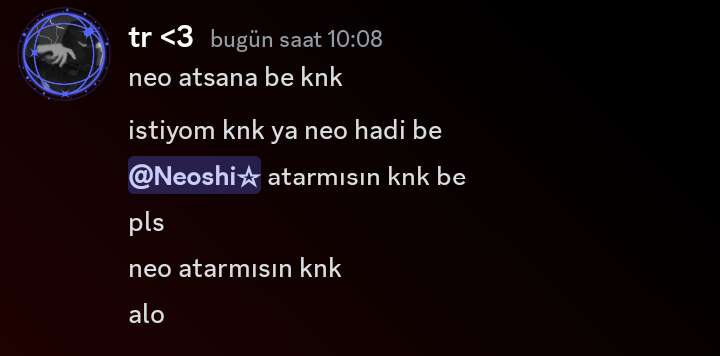 tr <3 bugün saat 10:08
neo atsana be knk
istiyom knk ya neo hadi be
@Neoshi☆ atarmısın knk be
pls
neo atarmısın knk
alo